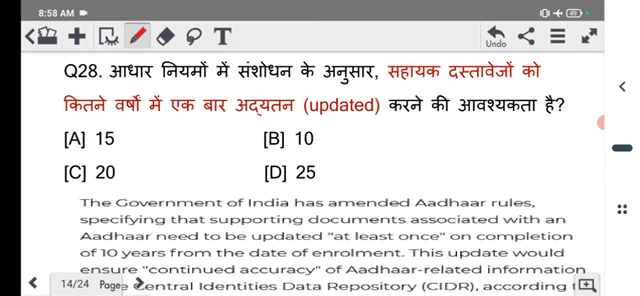 8:58 AM
49
Undo
Q28. आधार नियमों में संशोधन के अनुसार, सहायक दस्तावेजों को
कितने वर्षों में एक बार अद्यतन (updated) करने की आवश्यकता है?
[A] 15 [B] 10
[C] 20 [D] 25
The Government of India has amended Aadhaar rules,
specifying that supporting documents associated with an
Aadhaar need to be updated "at least once" on completion
of 10 years from the date of enrolment. This update would
ensure "continued accuracy" of Aadhaar-related information
14/24 Page Central Identities Data Repository (CIDR), according